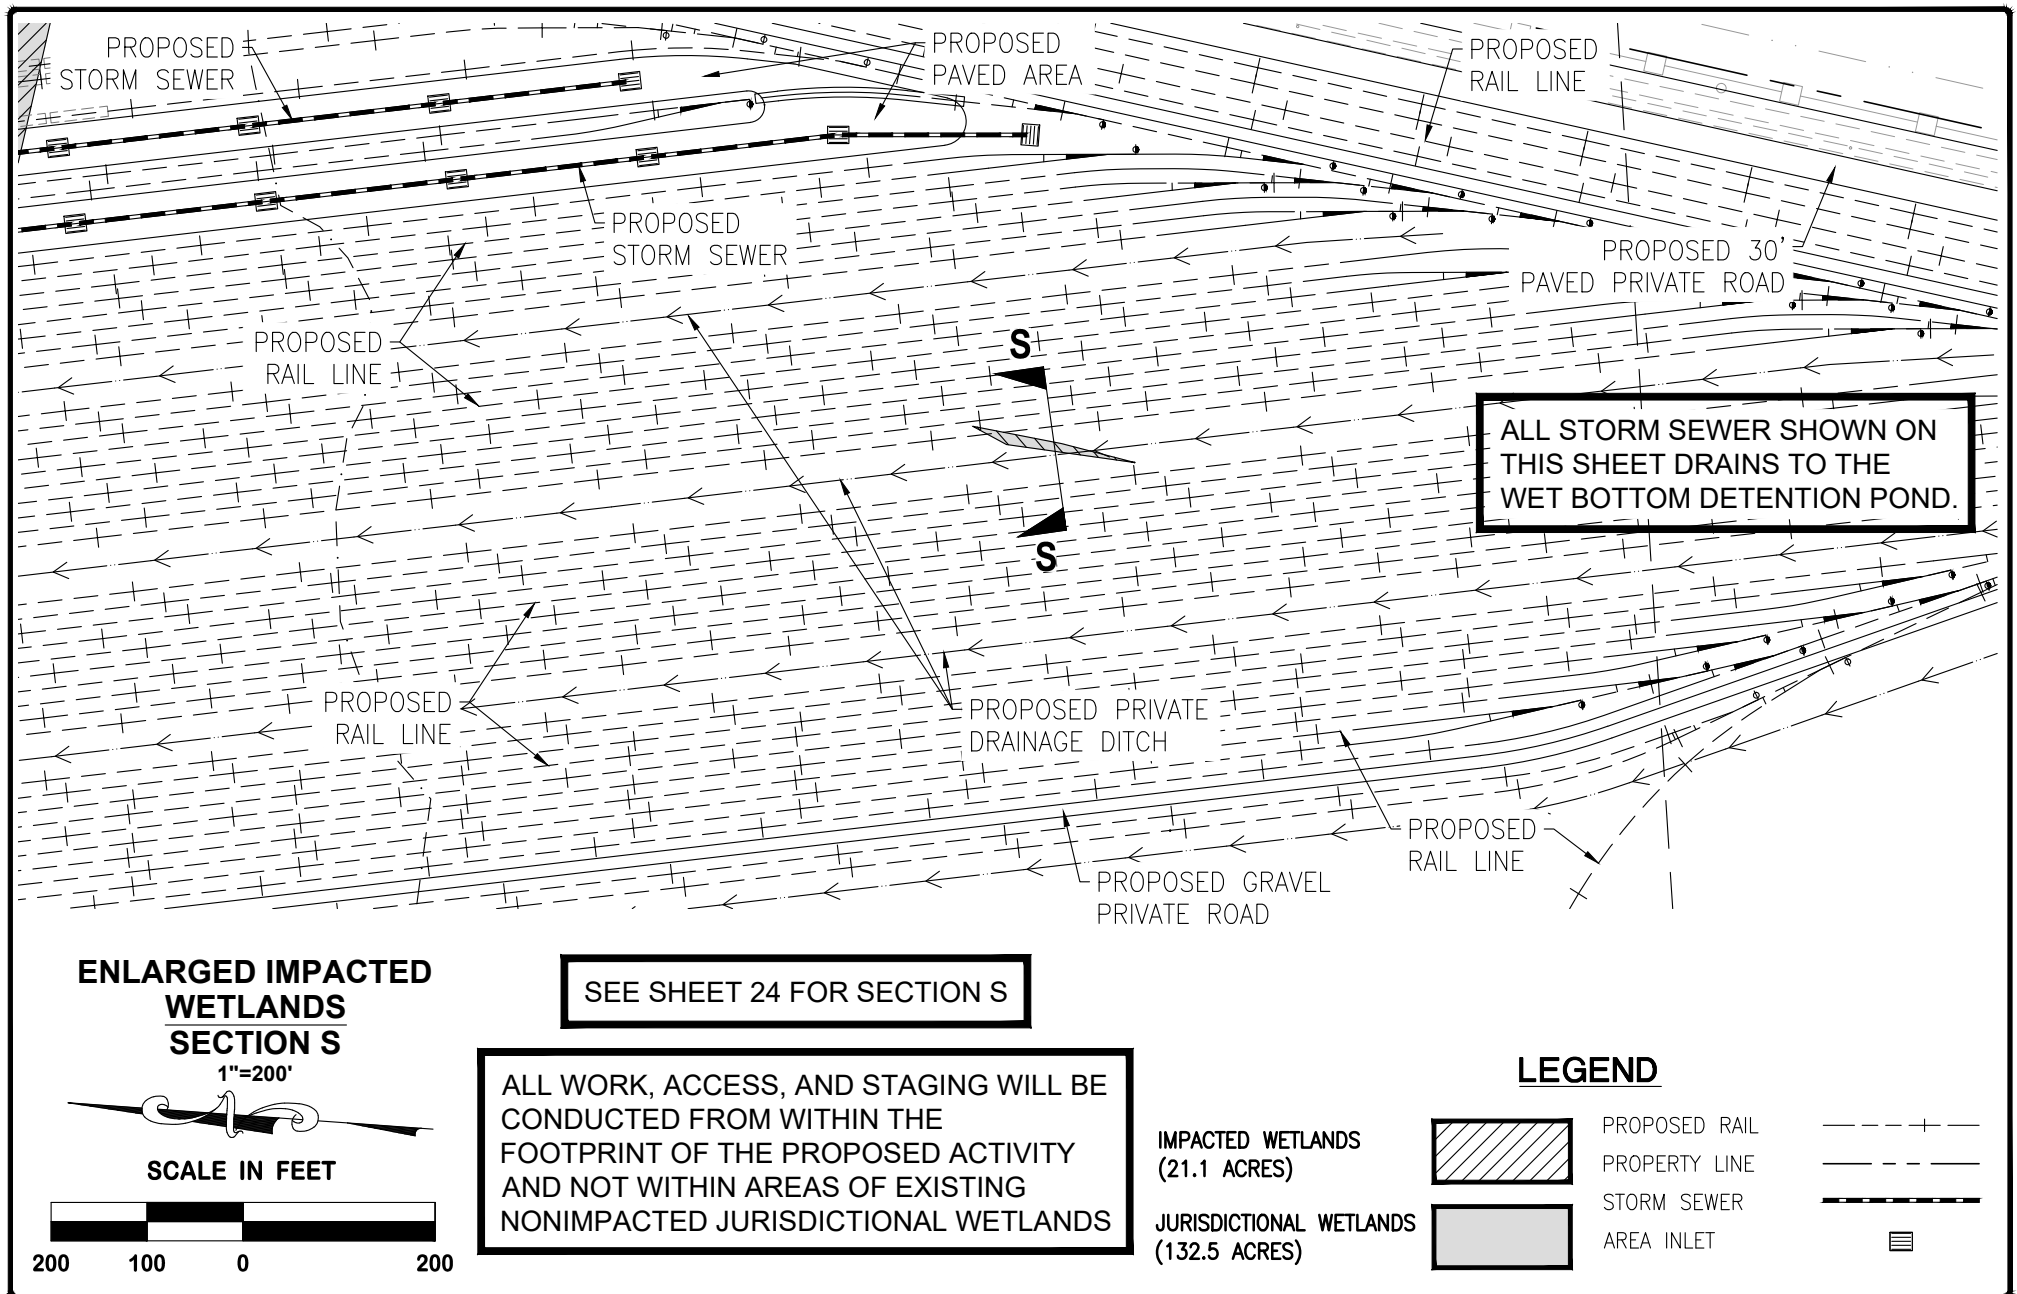 PROPOSED
STORM SEWER
PROPOSED
PAVED AREA
PROPOSED
RAIL LINE
PROPOSED
STORM SEWER
PROPOSED 30'
PAVED PRIVATE ROAD
PROPOSED
RAIL LINE
S
ALL STORM SEWER SHOWN ON
THIS SHEET DRAINS TO THE
WET BOTTOM DETENTION POND.
S
PROPOSED
RAIL LINE
PROPOSED PRIVATE
DRAINAGE DITCH
PROPOSED
RAIL LINE
PROPOSED GRAVEL
PRIVATE ROAD
ENLARGED IMPACTED
WETLANDS
SECTION S
1"=200'
SCALE IN FEET
200 100 0 200
SEE SHEET 24 FOR SECTION S
ALL WORK, ACCESS, AND STAGING WILL BE
CONDUCTED FROM WITHIN THE
FOOTPRINT OF THE PROPOSED ACTIVITY
AND NOT WITHIN AREAS OF EXISTING
NONIMPACTED JURISDICTIONAL WETLANDS
LEGEND
IMPACTED WETLANDS
(21.1 ACRES)
JURISDICTIONAL WETLANDS
(132.5 ACRES)
PROPOSED RAIL
PROPERTY LINE
STORM SEWER
AREA INLET